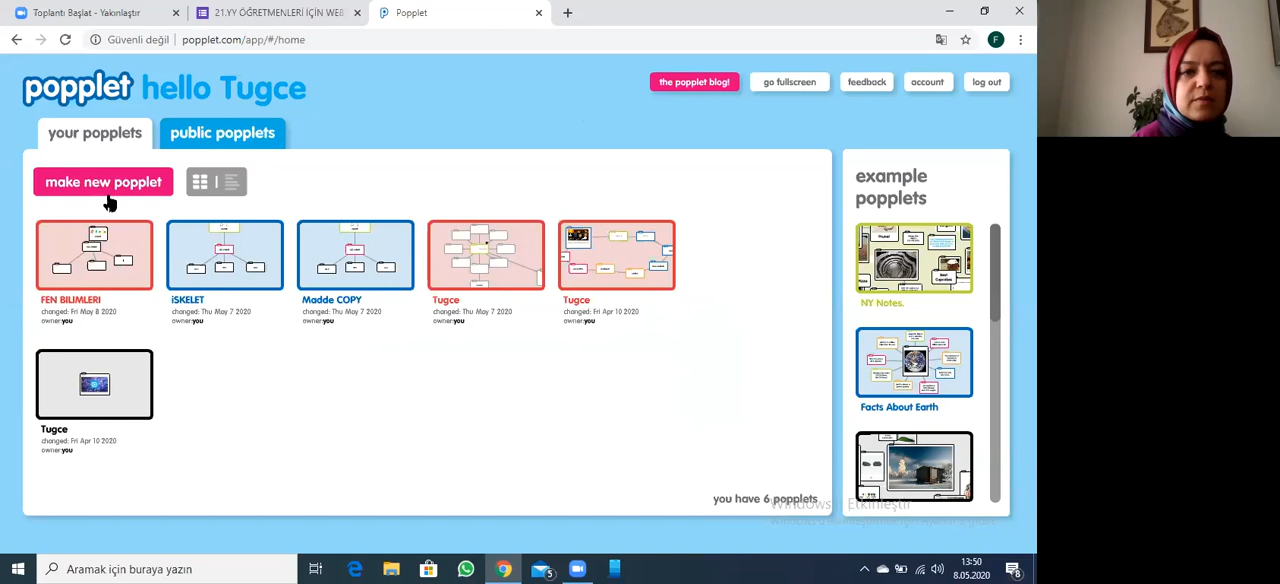 Toplantı Başlat - Yakınlaştır
21.YY ÖĞRETMENLERİ İÇİN WEB
Popplet
Güvenli değil
popplet.com/app/#/home
F
popplet hello Tugce
the popplet blog!
go fullscreen
feedback
account
log out
your popplets
public popplets
make new popplet
FEN BILIMLERI
changed: Fri May 8 2020
owner:you
iSKELET
changed: Thu May 7 2020
owner:you
Madde COPY
changed: Thu May 7 2020
owner:you
Tugce
changed: Thu May 7 2020
owner:you
Tugce
changed: Fri Apr 10 2020
owner:you
Tugce
changed: Fri Apr 10 2020
owner:you
you have 6 popplets
example
popplets
NY Notes.
Facts About Earth
Windows'u Etkinleştir
Aramak için buraya yazın
5
13:50
8.05.2020
8